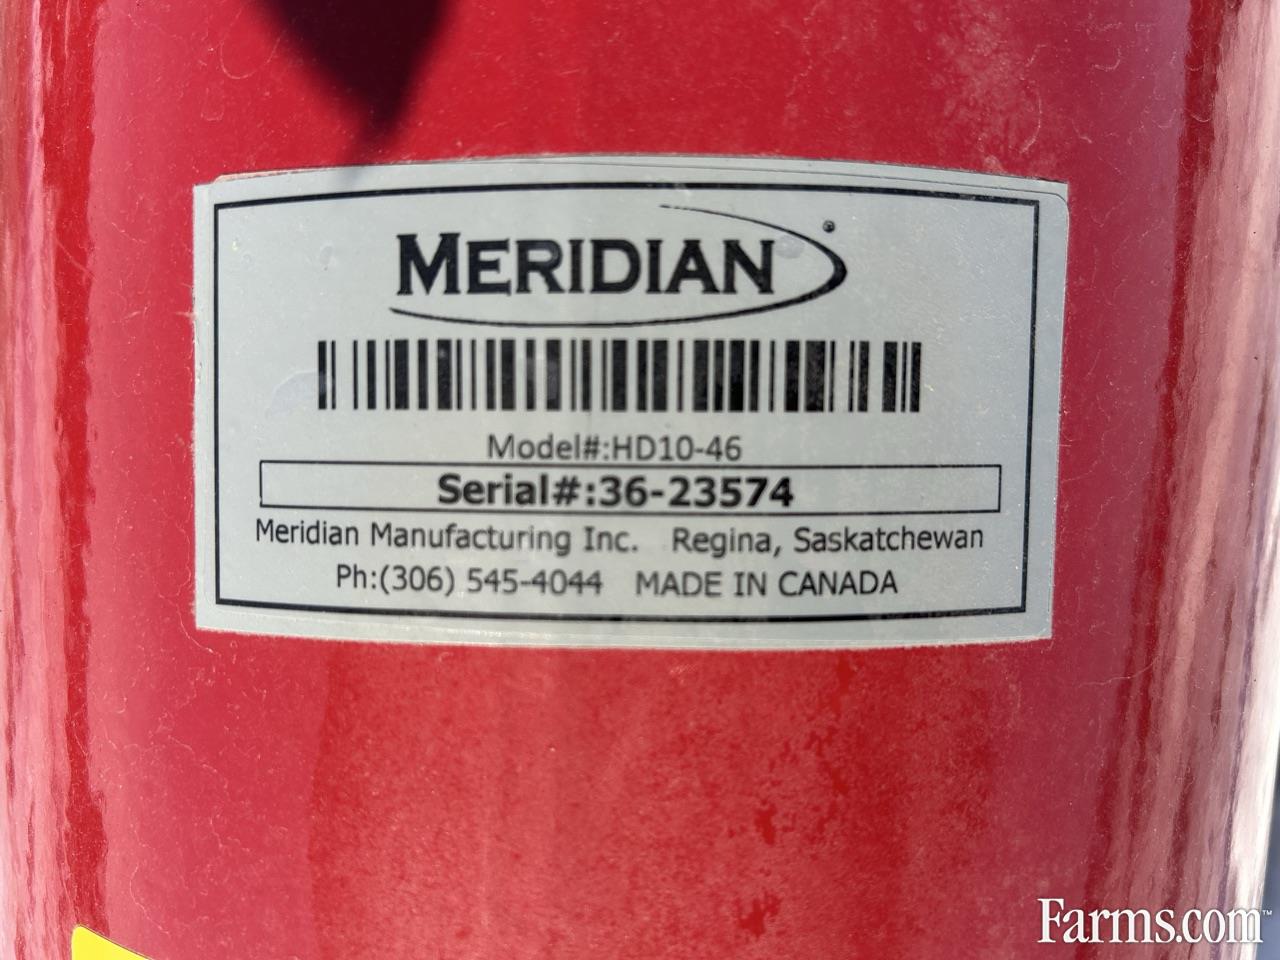 MERIDIAN®
Model#:HD10-46
Serial#:36-23574
Meridian Manufacturing Inc. Regina, Saskatchewan
Ph:(306) 545-4044 MADE IN CANADA
Farms.com™